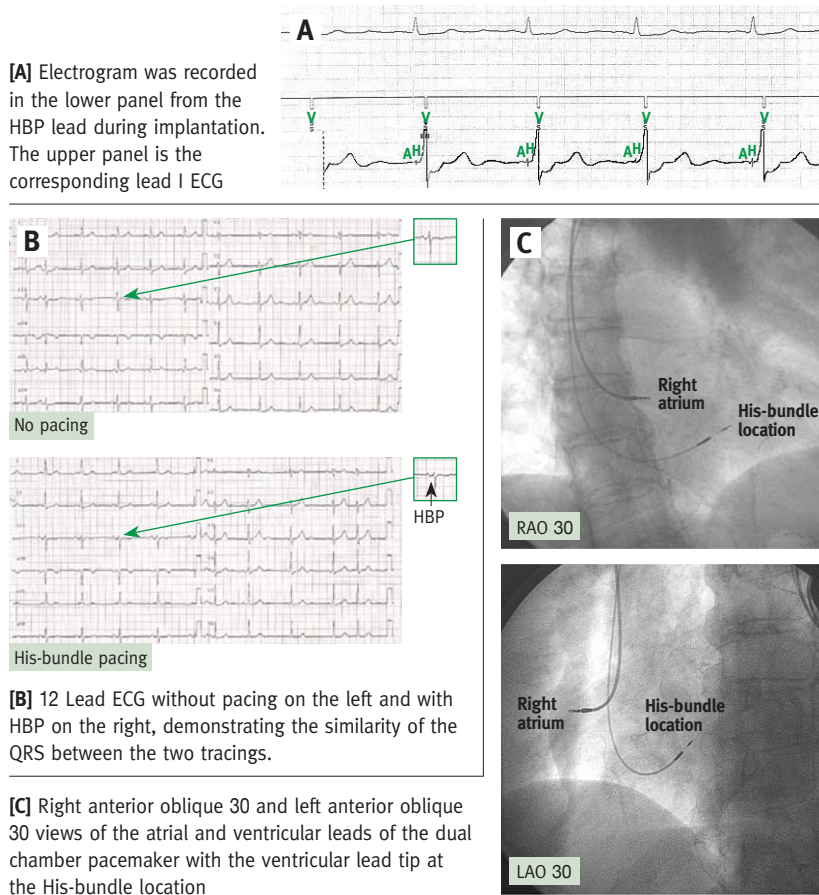 A
[A] Electrogram was recorded
in the lower panel from the
HBP lead during implantation.
The upper panel is the
corresponding lead I ECG
V V V V V
AH AH AH AH
B
No pacing
HBP
His-bundle pacing
[B] 12 Lead ECG without pacing on the left and with
HBP on the right, demonstrating the similarity of the
QRS between the two tracings.
C
Right
atrium
His-bundle
location
RAO 30
Right
atrium
His-bundle
location
LAO 30
[C] Right anterior oblique 30 and left anterior oblique
30 views of the atrial and ventricular leads of the dual
chamber pacemaker with the ventricular lead tip at
the His-bundle location